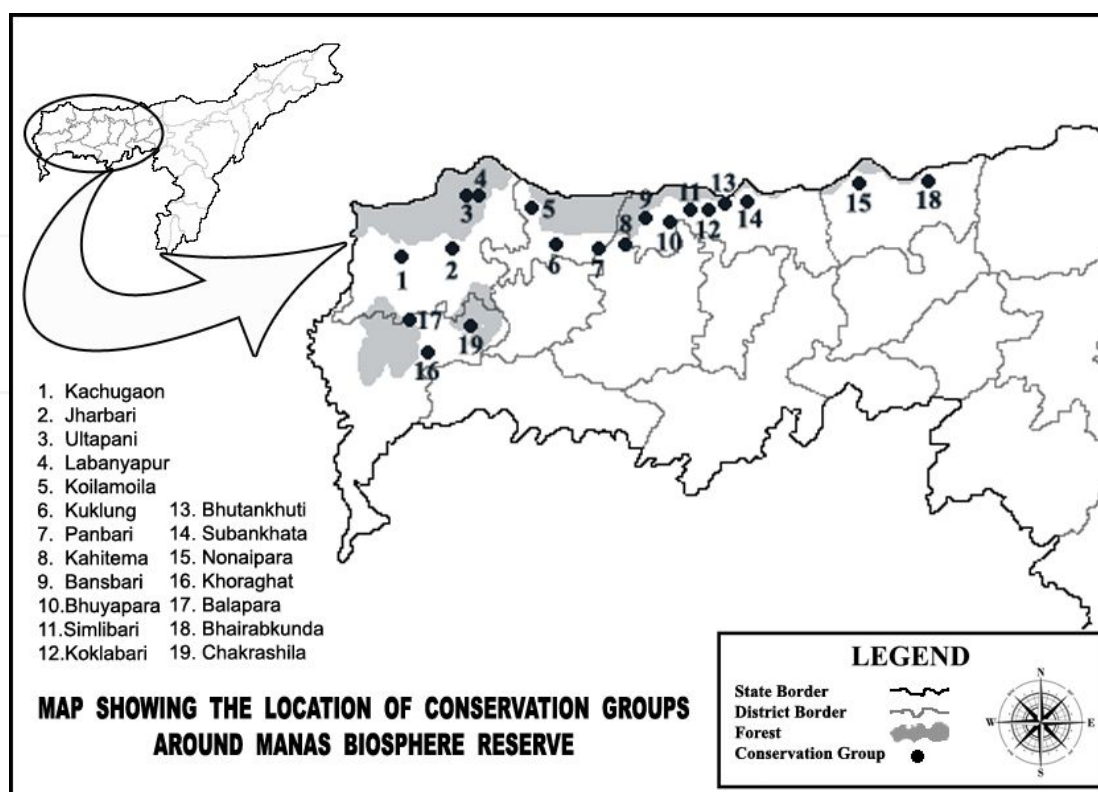 3
4
5
9
11
13
15
18
8
10
12
14
1
2
6
7
17
19
16
1. Kachugaon
2. Jharbari
3. Ultapani
4. Labanyapur
5. Koilamoila
6. Kuklung
7. Panbari
8. Kahitema
9. Bansbari
10.Bhuyapara
11.Simlibari
12.Koklabari
13. Bhutankhuti
14. Subankhata
15. Nonaipara
16. Khoraghat
17. Balapara
18. Bhairabkunda
19. Chakrashila
MAP SHOWING THE LOCATION OF CONSERVATION GROUPS
AROUND MANAS BIOSPHERE RESERVE
LEGEND
State Border
District Border
Forest
Conservation Group
N
W
E
S